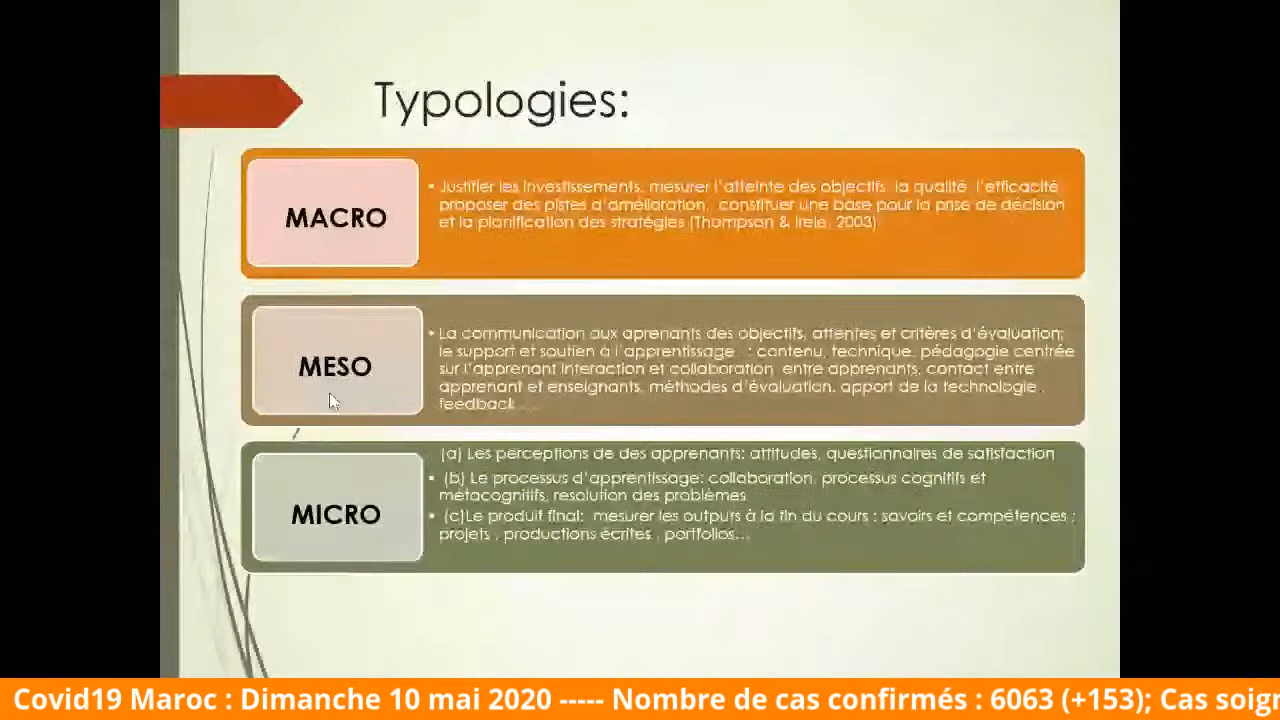 Typologies:
MACRO
• Justifier les investissements, mesurer l'atteinte des objectifs la qualité l'efficacité
proposer des pistes d'amélioration, constituer une base pour la prise de décision
et la planification des stratégies (Thompson & Irele, 2003)
MESO
• La communication aux aprenants des objectifs, attentes et critères d'évaluation;
le support et soutien à l'apprentissage : contenu, technique, pédagogie centrée
sur l'apprenant interaction et collaboration entre apprenants, contact entre
apprenant et enseignants, méthodes d'évaluation, apport de la technologie ,
feedback ...
MICRO
(a) Les perceptions de des apprenants: attitudes, questionnaires de satisfaction
• (b) Le processus d'apprentissage: collaboration, processus cognitifs et
métacognitifs, resolution des problèmes
• (c)Le produit final: mesurer les outputs à la fin du cours : savoirs et compétences ;
projets , productions écrites , portfolios...
Covid19 Maroc : Dimanche 10 mai 2020 ----- Nombre de cas confirmés : 6063 (+153); Cas soign